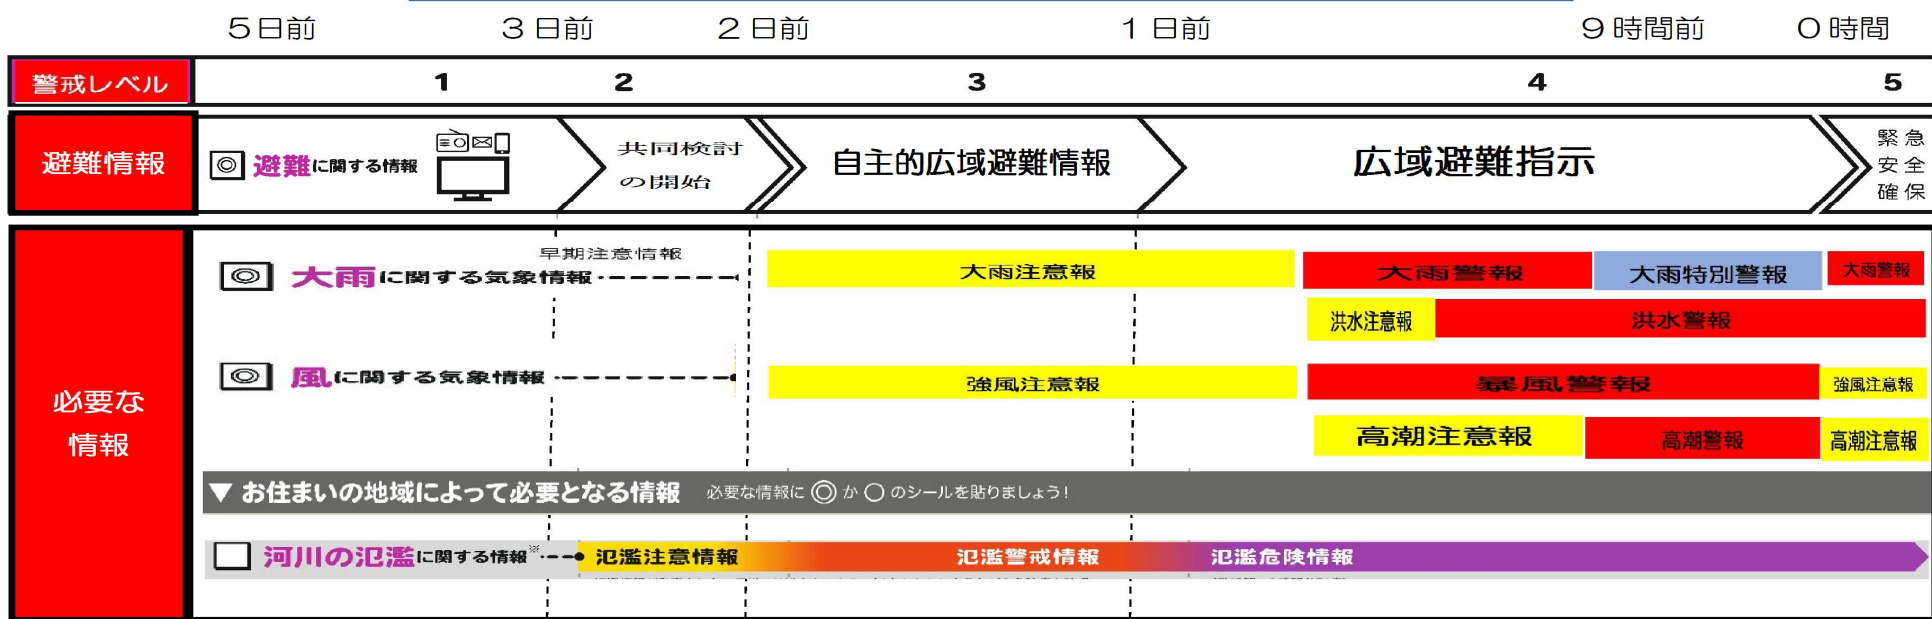 5日前 3日前 2日前 1日前 9時間前 0時間
警戒レベル 1 2 3 4 5
避難情報
◎ 避難に関する情報
共同検討
の開始
自主的広域避難情報
広域避難指示
緊急
安全
確保
必要な
情報
早期注意情報
◎ 大雨に関する気象情報
大雨注意報 大雨警報 大雨特別警報 大雨警報
洪水注意報 洪水警報
◎ 風に関する気象情報
強風注意報 暴風警報 強風注意報
高潮注意報 高潮警報 高潮注意報
▼ お住まいの地域によって必要となる情報 必要な情報に ◎ か ○ のシールを貼りましょう!
河川の氾濫に関する情報※ 氾濫注意情報 氾濫警戒情報 氾濫危険情報